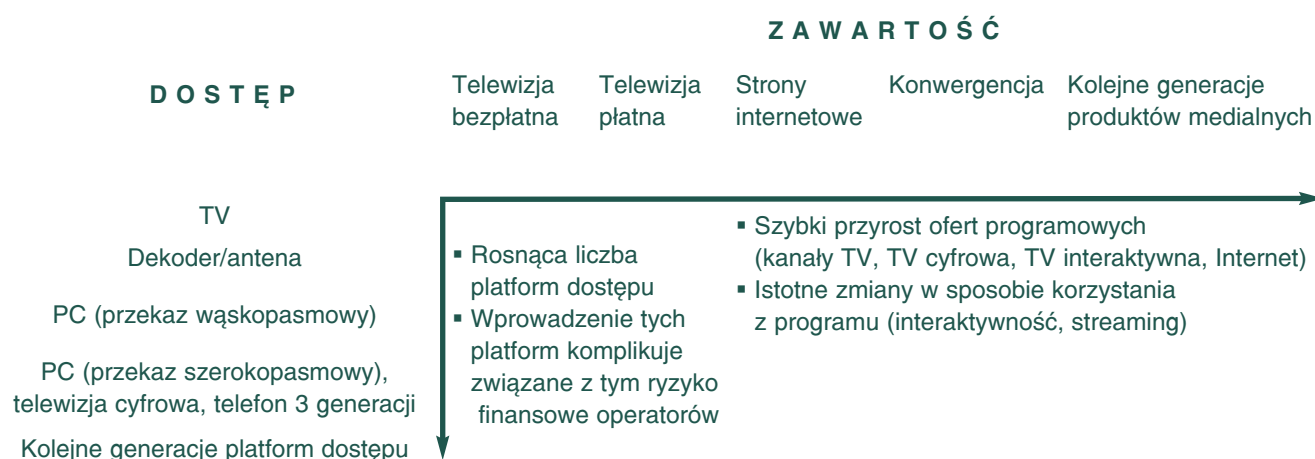 ZAWARTOŚĆ
DOSTĘP
Telewizja
bezpłatna
Telewizja
płatna
Strony
internetowe
Konwergencja
Kolejne generacje
produktów medialnych
TV
Dekoder/antena
PC (przekaz wąskopasmowy)
PC (przekaz szerokopasmowy),
telewizja cyfrowa, telefon 3 generacji
Kolejne generacje platform dostępu
▪ Rosnąca liczba
platform dostępu
▪ Wprowadzenie tych
platform komplikuje
związane z tym ryzyko
finansowe operatorów
▪ Szybki przyrost ofert programowych
(kanały TV, TV cyfrowa, TV interaktywna, Internet)
▪ Istotne zmiany w sposobie korzystania
z programu (interaktywność, streaming)